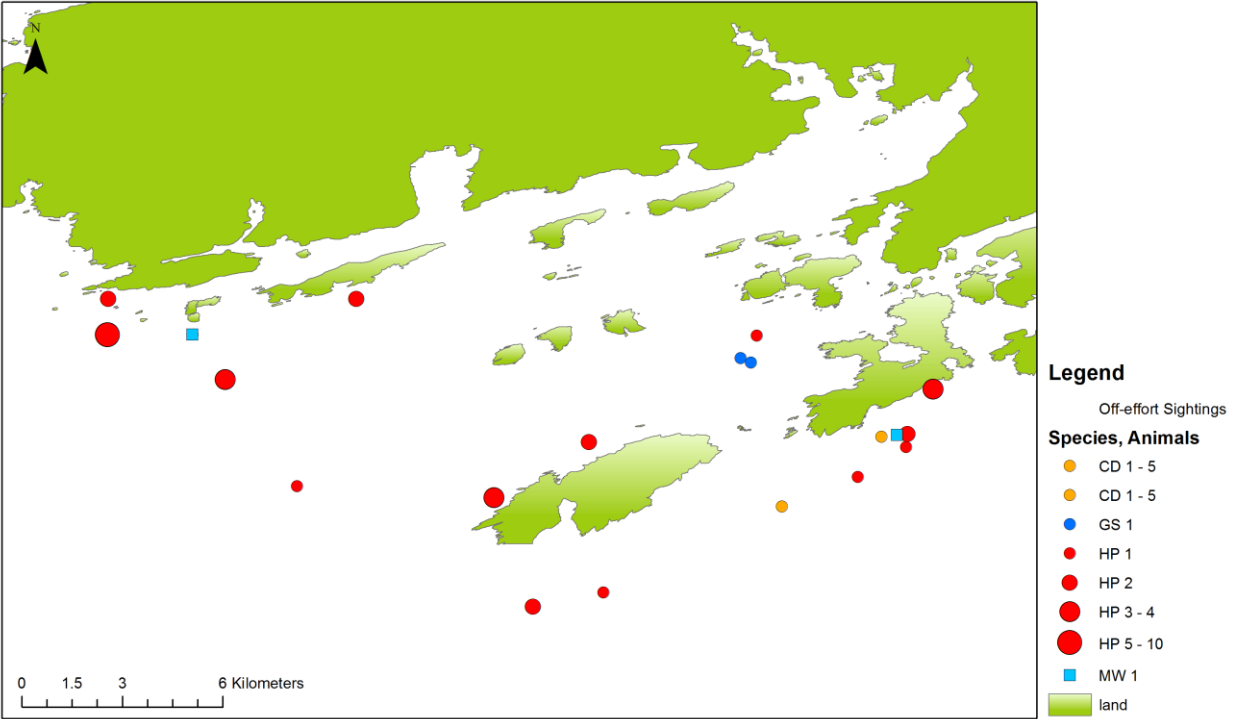 N
Legend
Off-effort Sightings
Species, Animals
CD 1 - 5
CD 1 - 5
GS 1
HP 1
HP 2
HP 3 - 4
HP 5 - 10
MW 1
land
0 1.5 3 6 Kilometers